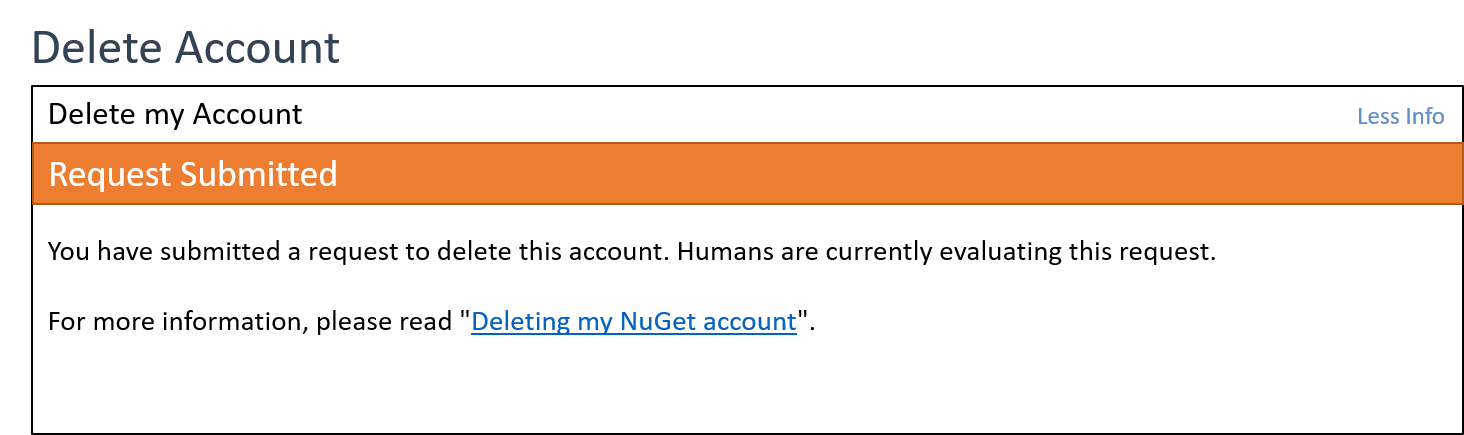 Delete Account
Delete my Account
Less Info
Request Submitted
You have submitted a request to delete this account. Humans are currently evaluating this request.
For more information, please read "Deleting my NuGet account".